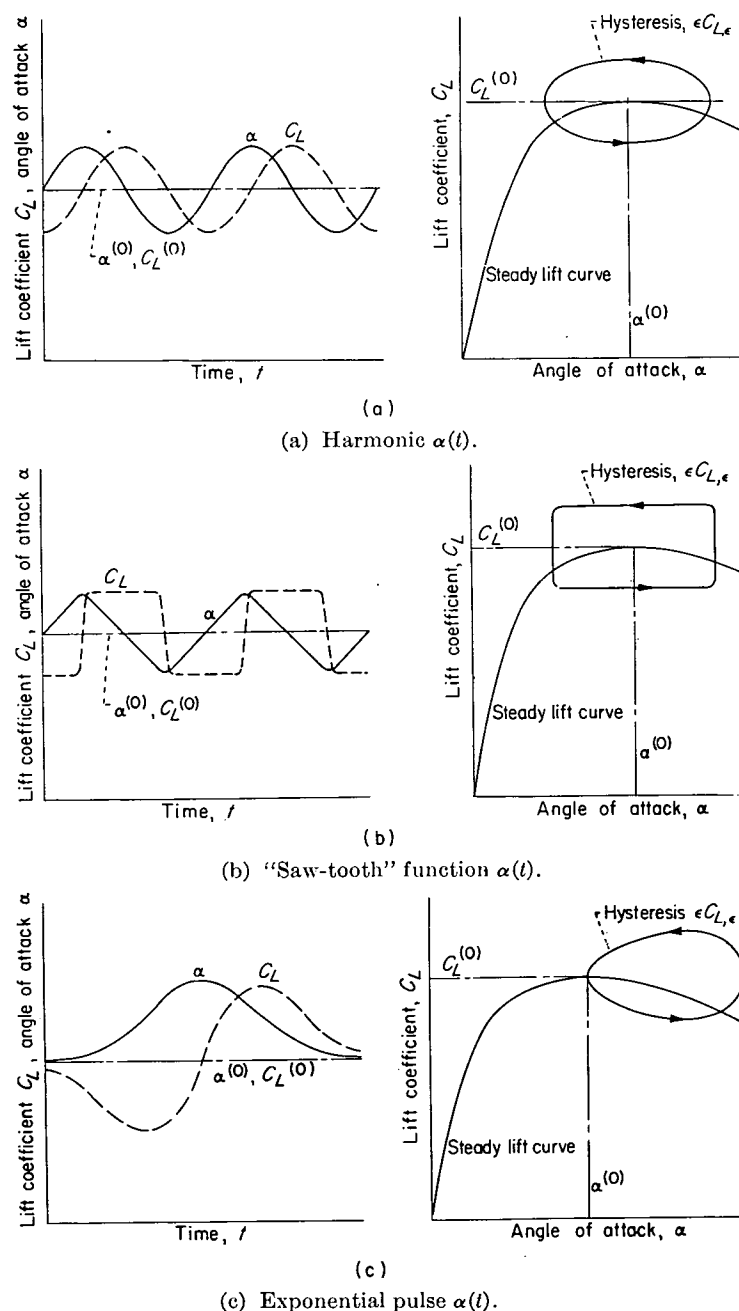 Lift coefficient C_L, angle of attack α
α
C_L
α^(0), C_L^(0)
Time, t
Hysteresis, εC_L,ε
C_L^(0)
Lift coefficient, C_L
Steady lift curve
α^(0)
Angle of attack, α
(a)
(a) Harmonic α(t).
Lift coefficient C_L, angle of attack α
C_L
α
α^(0), C_L^(0)
Time, t
Hysteresis, εC_L,ε
C_L^(0)
Lift coefficient, C_L
Steady lift curve
α^(0)
Angle of attack, α
(b)
(b) “Saw-tooth” function α(t).
Lift coefficient C_L, angle of attack α
α
C_L
α^(0), C_L^(0)
Time, t
Hysteresis εC_L,ε
C_L^(0)
Lift coefficient, C_L
Steady lift curve
α^(0)
Angle of attack, α
(c)
(c) Exponential pulse α(t).